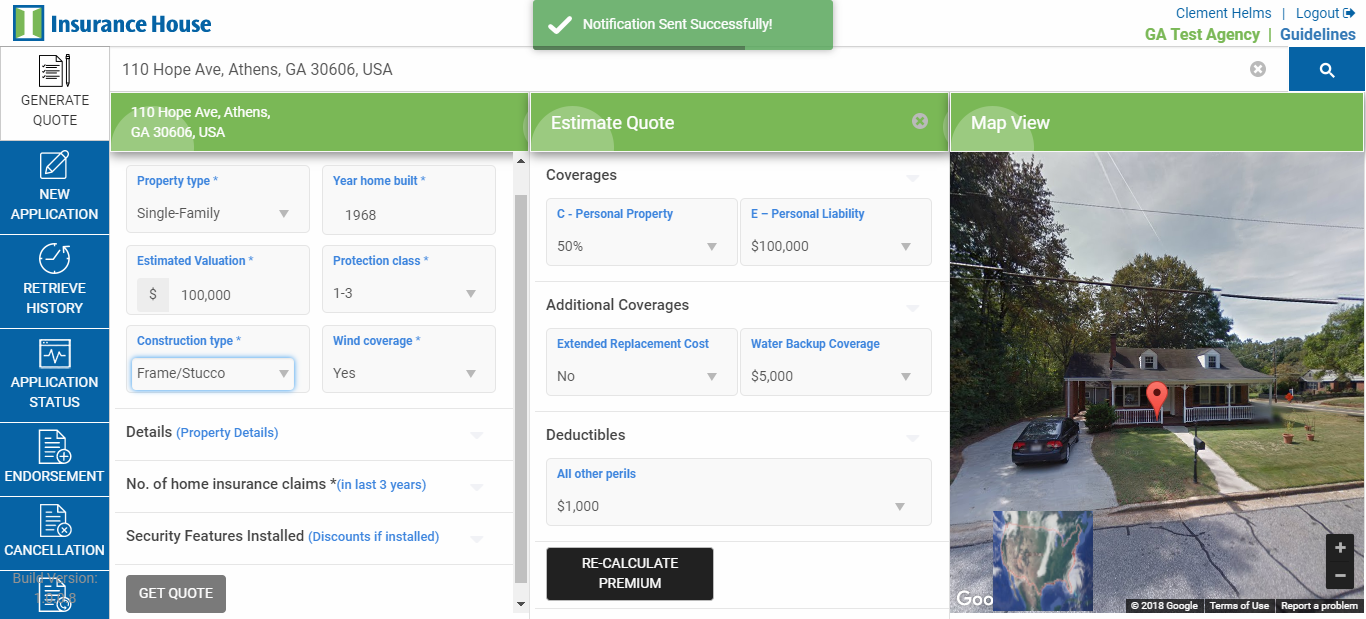 Insurance House
Notification Sent Successfully!
Clement Helms | Logout
GA Test Agency | Guidelines
110 Hope Ave, Athens, GA 30606, USA
GENERATE
QUOTE
NEW
APPLICATION
RETRIEVE
HISTORY
APPLICATION
STATUS
ENDORSEMENT
CANCELLATION
Build Version:
110 Hope Ave, Athens,
GA 30606, USA
Property type *
Single-Family
Year home built *
1968
Estimated Valuation *
$ 100,000
Protection class *
1-3
Construction type *
Frame/Stucco
Wind coverage *
Yes
Details (Property Details)
No. of home insurance claims *(in last 3 years)
Security Features Installed (Discounts if installed)
GET QUOTE
Estimate Quote
Coverages
C - Personal Property
50%
E – Personal Liability
$100,000
Additional Coverages
Extended Replacement Cost
No
Water Backup Coverage
$5,000
Deductibles
All other perils
$1,000
RE-CALCULATE
PREMIUM
Map View
+
−
Goo
© 2018 Google Terms of Use Report a problem